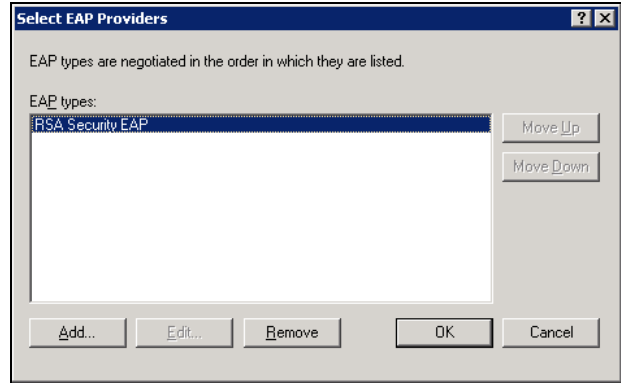 Select EAP Providers
EAP types are negotiated in the order in which they are listed.
EAP types:
RSA Security EAP
Move Up
Move Down
Add...
Edit...
Remove
OK
Cancel